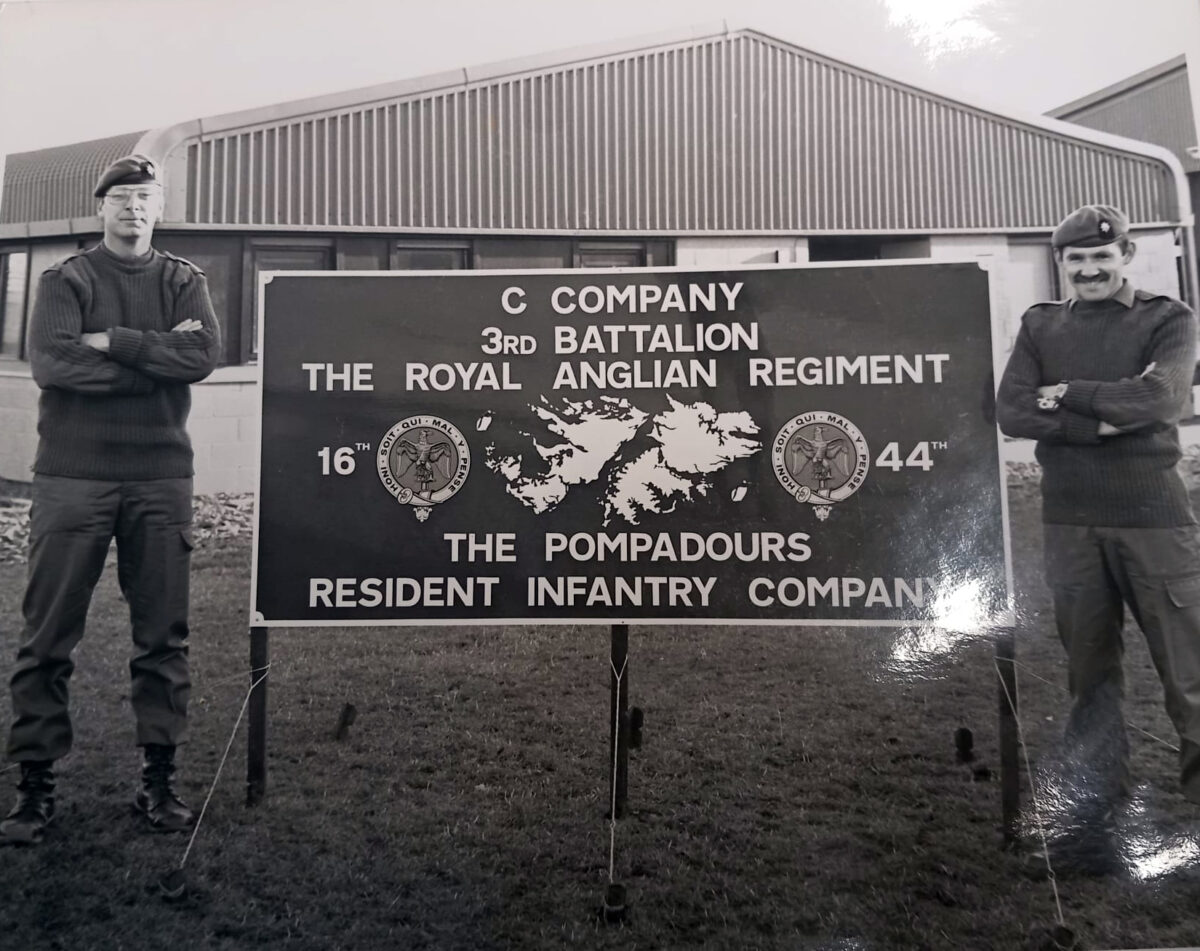 C COMPANY
3RD BATTALION
THE ROYAL ANGLIAN REGIMENT
16TH
HONI · SOIT · QUI · MAL · Y · PENSE
HONI · SOIT · QUI · MAL · Y · PENSE
44TH
THE POMPADOURS
RESIDENT INFANTRY COMPANY